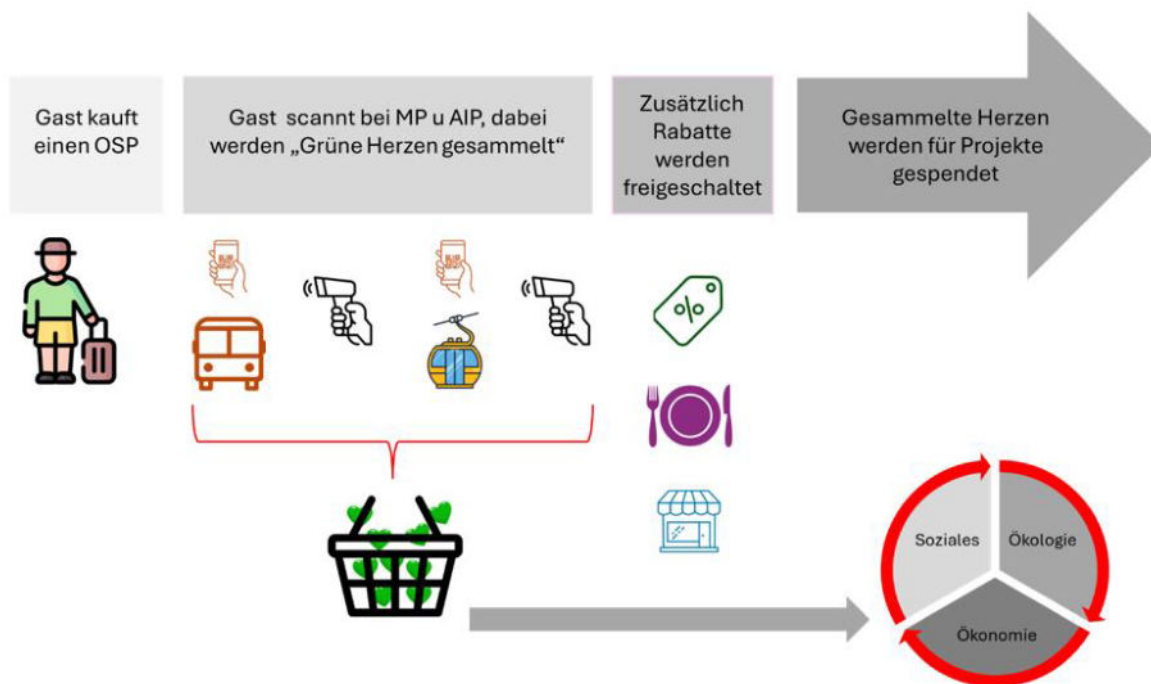 Gast kauft
einen OSP
Gast scannt bei MP u AIP, dabei
werden „Grüne Herzen gesammelt“
Zusätzlich
Rabatte
werden
freigeschaltet
Gesammelte Herzen
werden für Projekte
gespendet
%
Soziales
Ökologie
Ökonomie